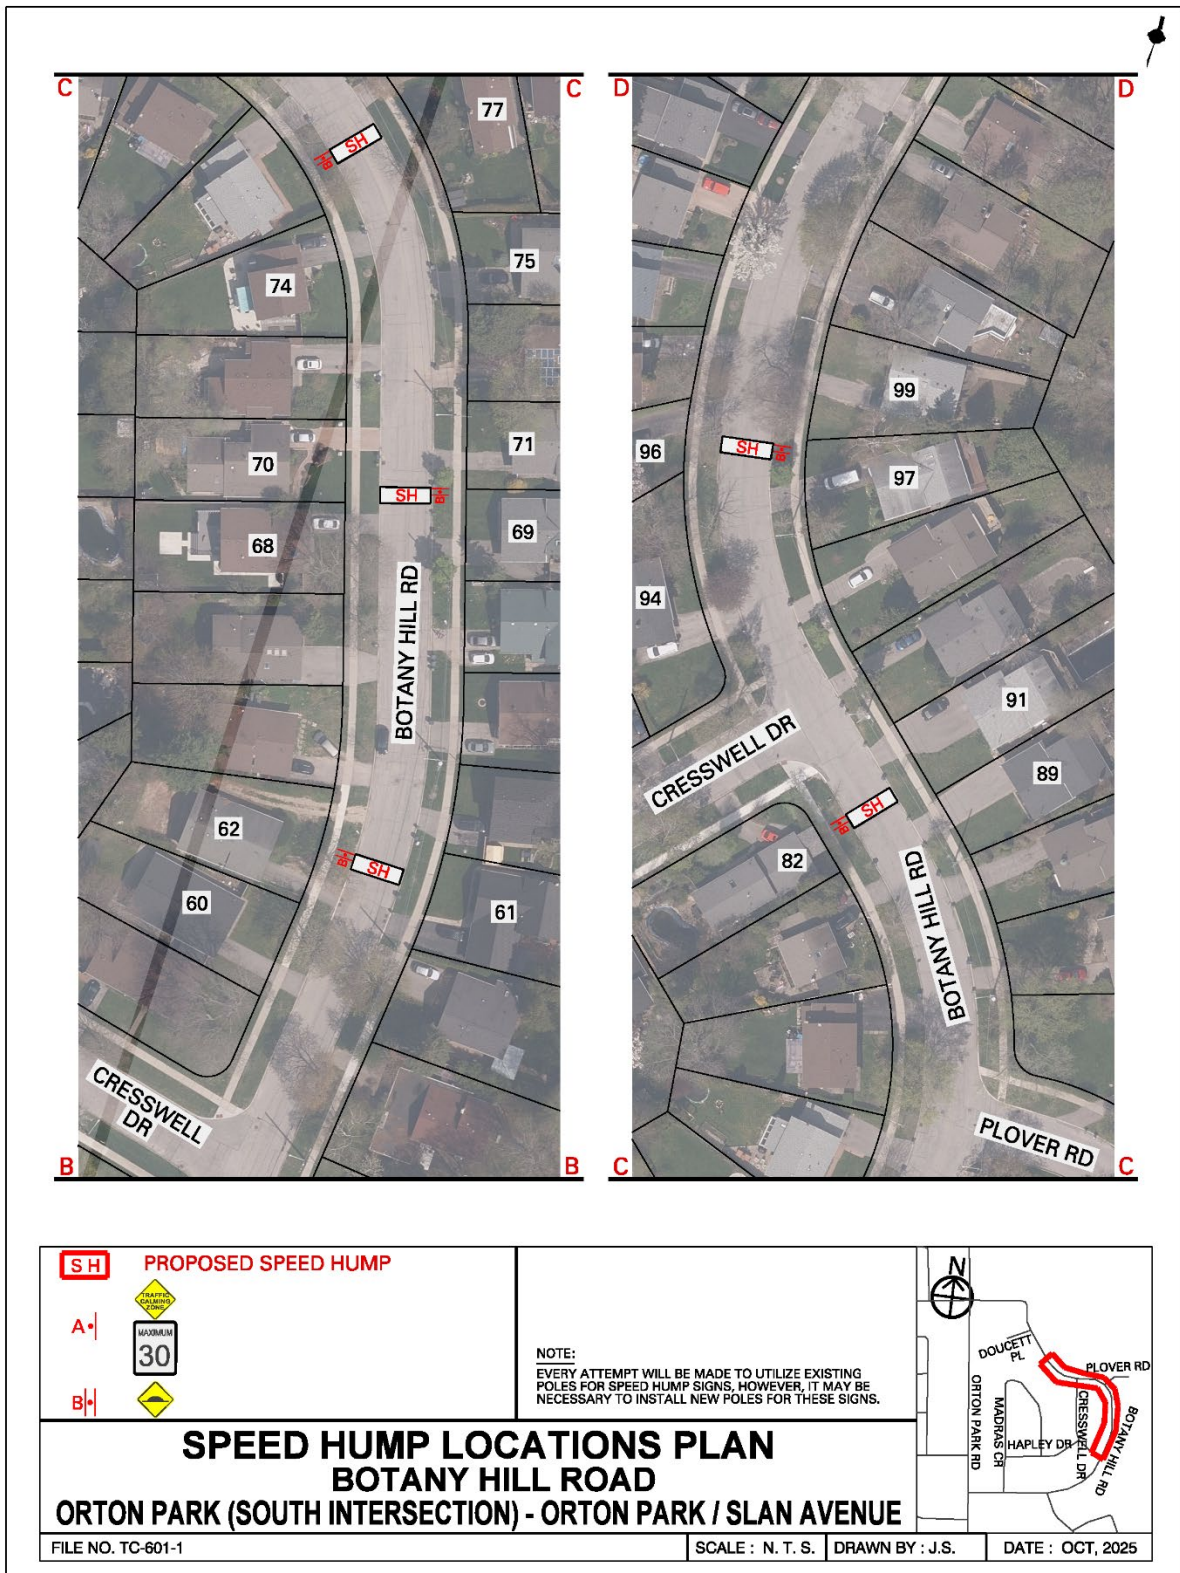 C
C
77
SH
B
75
74
71
70
SH
B
69
68
BOTANY HILL RD
62
B
SH
60
61
CRESSWELL
DR
B
B
D
D
99
96
SH
B
97
94
91
CRESSWELL DR
89
SH
B
82
BOTANY HILL RD
PLOVER RD
C
C
SH PROPOSED SPEED HUMP
TRAFFIC
CALMING
ZONE
A
MAXIMUM
30
B
NOTE:
EVERY ATTEMPT WILL BE MADE TO UTILIZE EXISTING
POLES FOR SPEED HUMP SIGNS, HOWEVER, IT MAY BE
NECESSARY TO INSTALL NEW POLES FOR THESE SIGNS.
N
DOUCETT
PL
PLOVER RD
ORTON PARK RD
MADRAS CR
HAPLEY DR
CRESSWELL DR
BOTANY HILL RD
SPEED HUMP LOCATIONS PLAN
BOTANY HILL ROAD
ORTON PARK (SOUTH INTERSECTION) - ORTON PARK / SLAN AVENUE
FILE NO. TC-601-1
SCALE : N. T. S.
DRAWN BY : J.S.
DATE : OCT, 2025